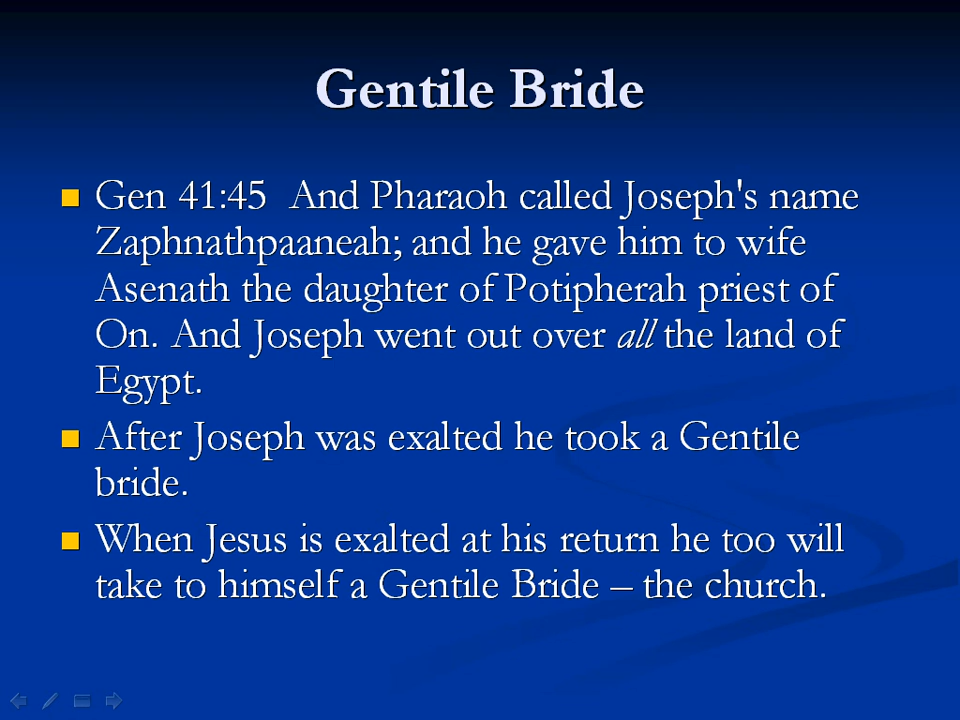 Gentile Bride
Gen 41:45  And Pharaoh called Joseph's name
Zaphnathpaaneah; and he gave him to wife
Asenath the daughter of Potipherah priest of
On. And Joseph went out over all the land of
Egypt.
After Joseph was exalted he took a Gentile
bride.
When Jesus is exalted at his return he too will
take to himself a Gentile Bride – the church.